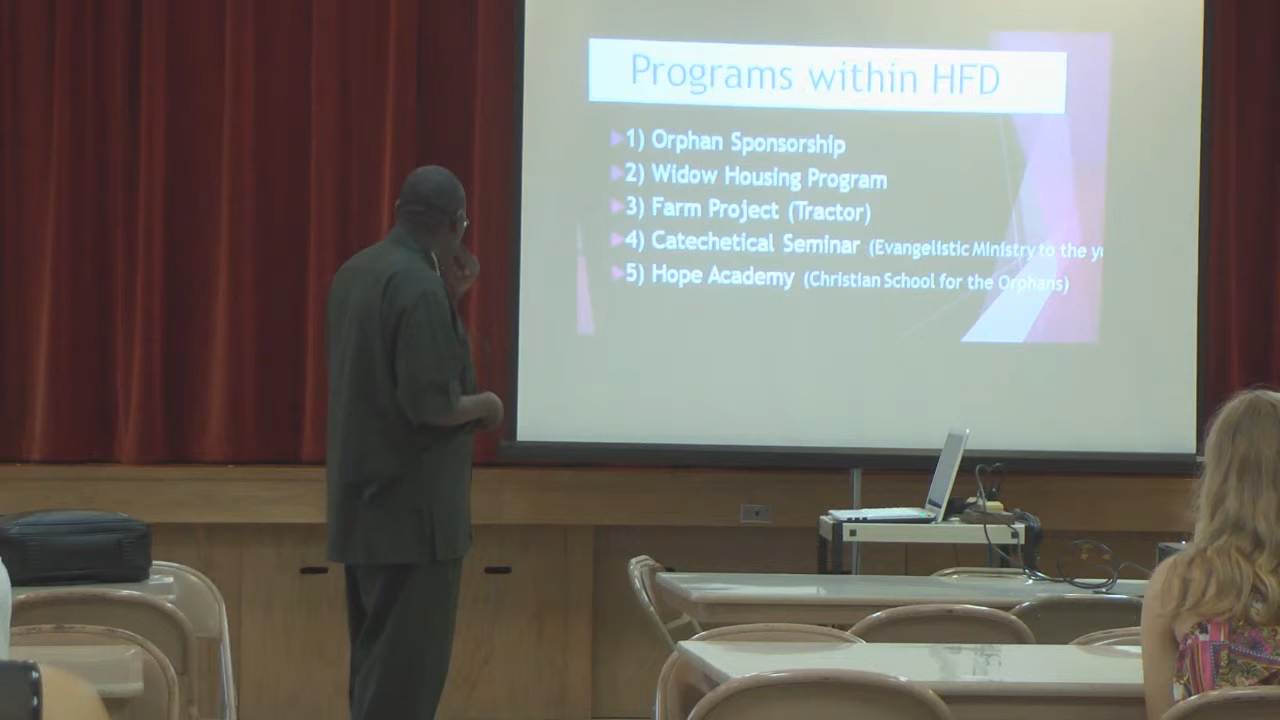 Programs within HFD
1) Orphan Sponsorship
2) Widow Housing Program
3) Farm Project (Tractor)
4) Catechetical Seminar (Evangelistic Ministry to the
5) Hope Academy (Christian School for the Orphans)